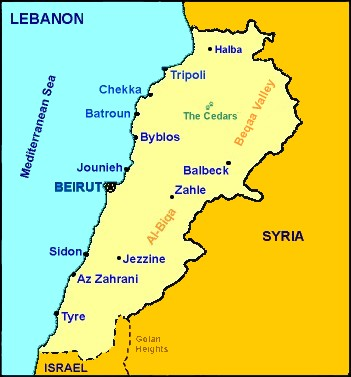 LEBANON
Halba
Tripoli
Chekka
Batroun
The Cedars
Beqaa Valley
Mediterranean Sea
Byblos
Jounieh
Balbeck
BEIRUT
Zahle
Al-Biqa
SYRIA
Sidon
Jezzine
Az Zahrani
Tyre
Golan
Heights
ISRAEL